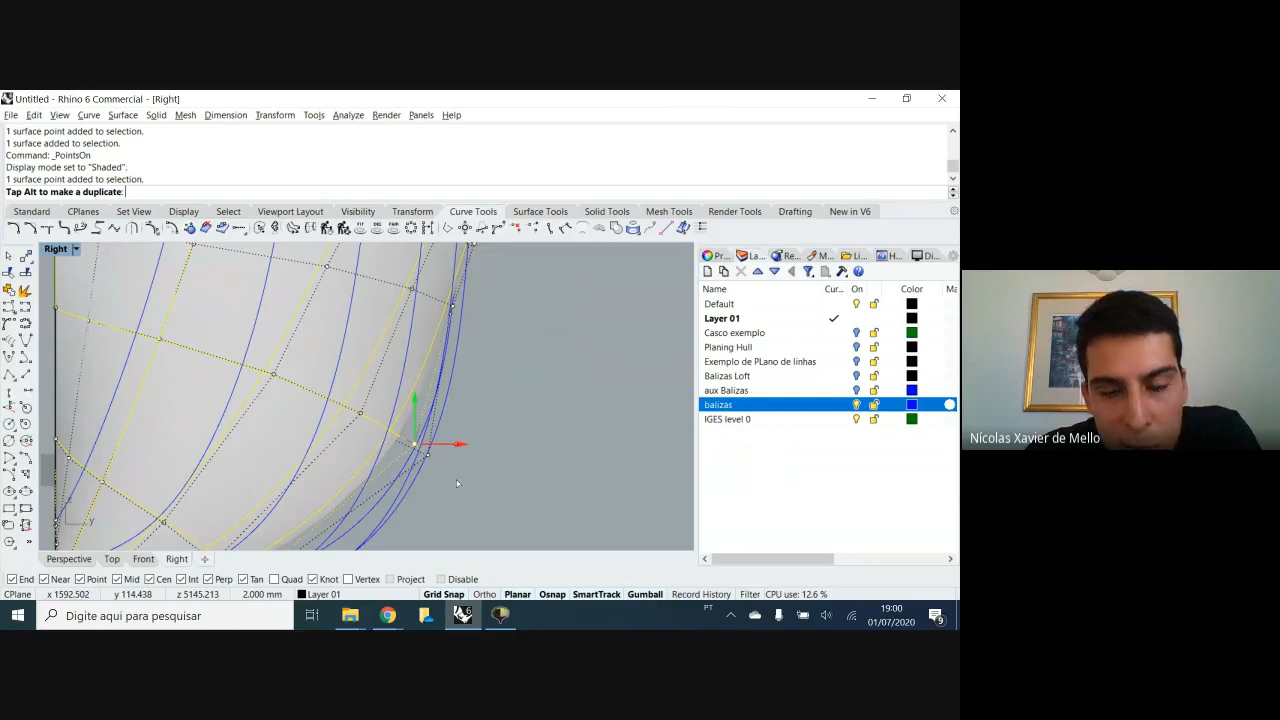 Untitled - Rhino 6 Commercial - [Right]
File Edit View Curve Surface Solid Mesh Dimension Transform Tools Analyze Render Panels Help
1 surface point added to selection.
1 surface added to selection.
Command: _PointsOn
Display mode set to "Shaded".
1 surface point added to selection.
Tap Alt to make a duplicate:
Standard CPlanes Set View Display Select Viewport Layout Visibility Transform Curve Tools Surface Tools Solid Tools Mesh Tools Render Tools Drafting New in V6
Right
Pr... La... Re... M... Li... H... Di...
Name Cur... On Color Ma
Default
Layer 01
Casco exemplo
Planing Hull
Exemplo de PLano de linhas
Balizas Loft
aux Balizas
balizas
IGES level 0
Nícolas Xavier de Mello
z
y
Perspective Top Front Right
End Near Point Mid Cen Int Perp Tan Quad Knot Vertex Project Disable
CPlane x 1592.502 y 114.438 z 5145.213 2.000 mm Layer 01 Grid Snap Ortho Planar Osnap SmartTrack Gumball Record History Filter CPU use: 12.6 %
Digite aqui para pesquisar
PT
19:00
01/07/2020
9